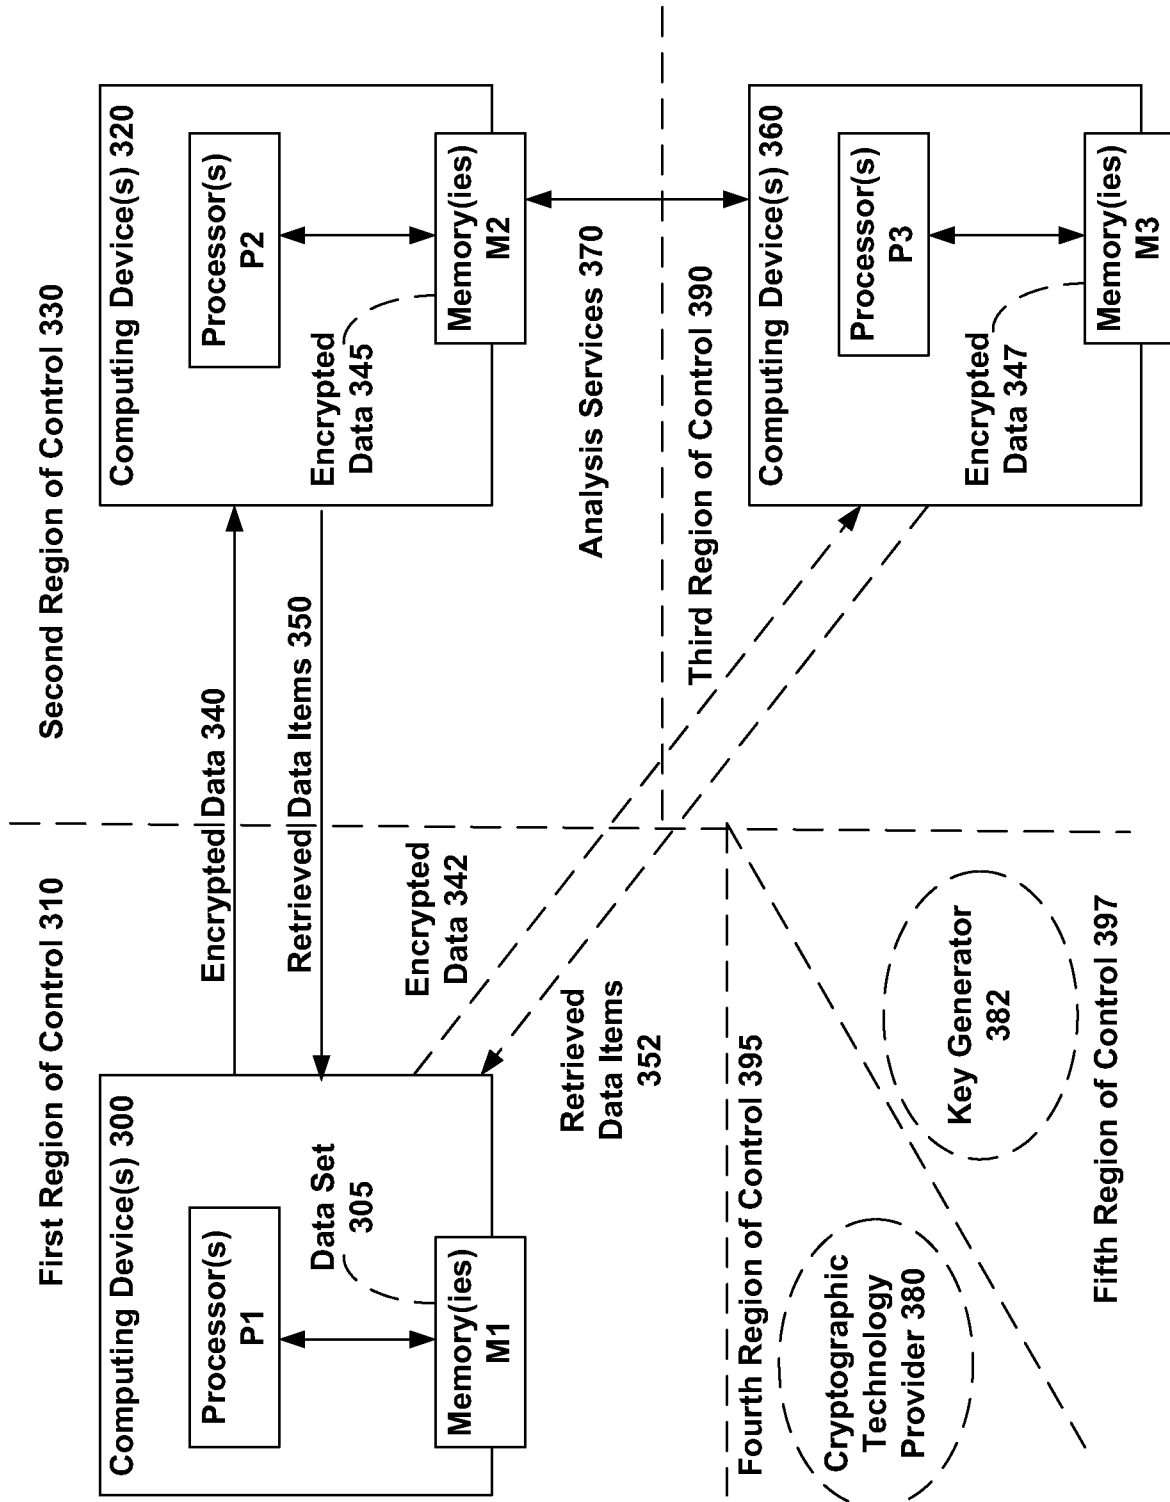 First Region of Control 310
Second Region of Control 330
Computing Device(s) 300
Processor(s)
P1
Data Set
305
Memory(ies)
M1
Encrypted Data 340
Retrieved Data Items 350
Encrypted
Data 342
Retrieved
Data Items
352
Computing Device(s) 320
Processor(s)
P2
Encrypted
Data 345
Memory(ies)
M2
Analysis Services 370
Third Region of Control 390
Computing Device(s) 360
Processor(s)
P3
Encrypted
Data 347
Memory(ies)
M3
Fourth Region of Control 395
Cryptographic
Technology
Provider 380
Key Generator
382
Fifth Region of Control 397